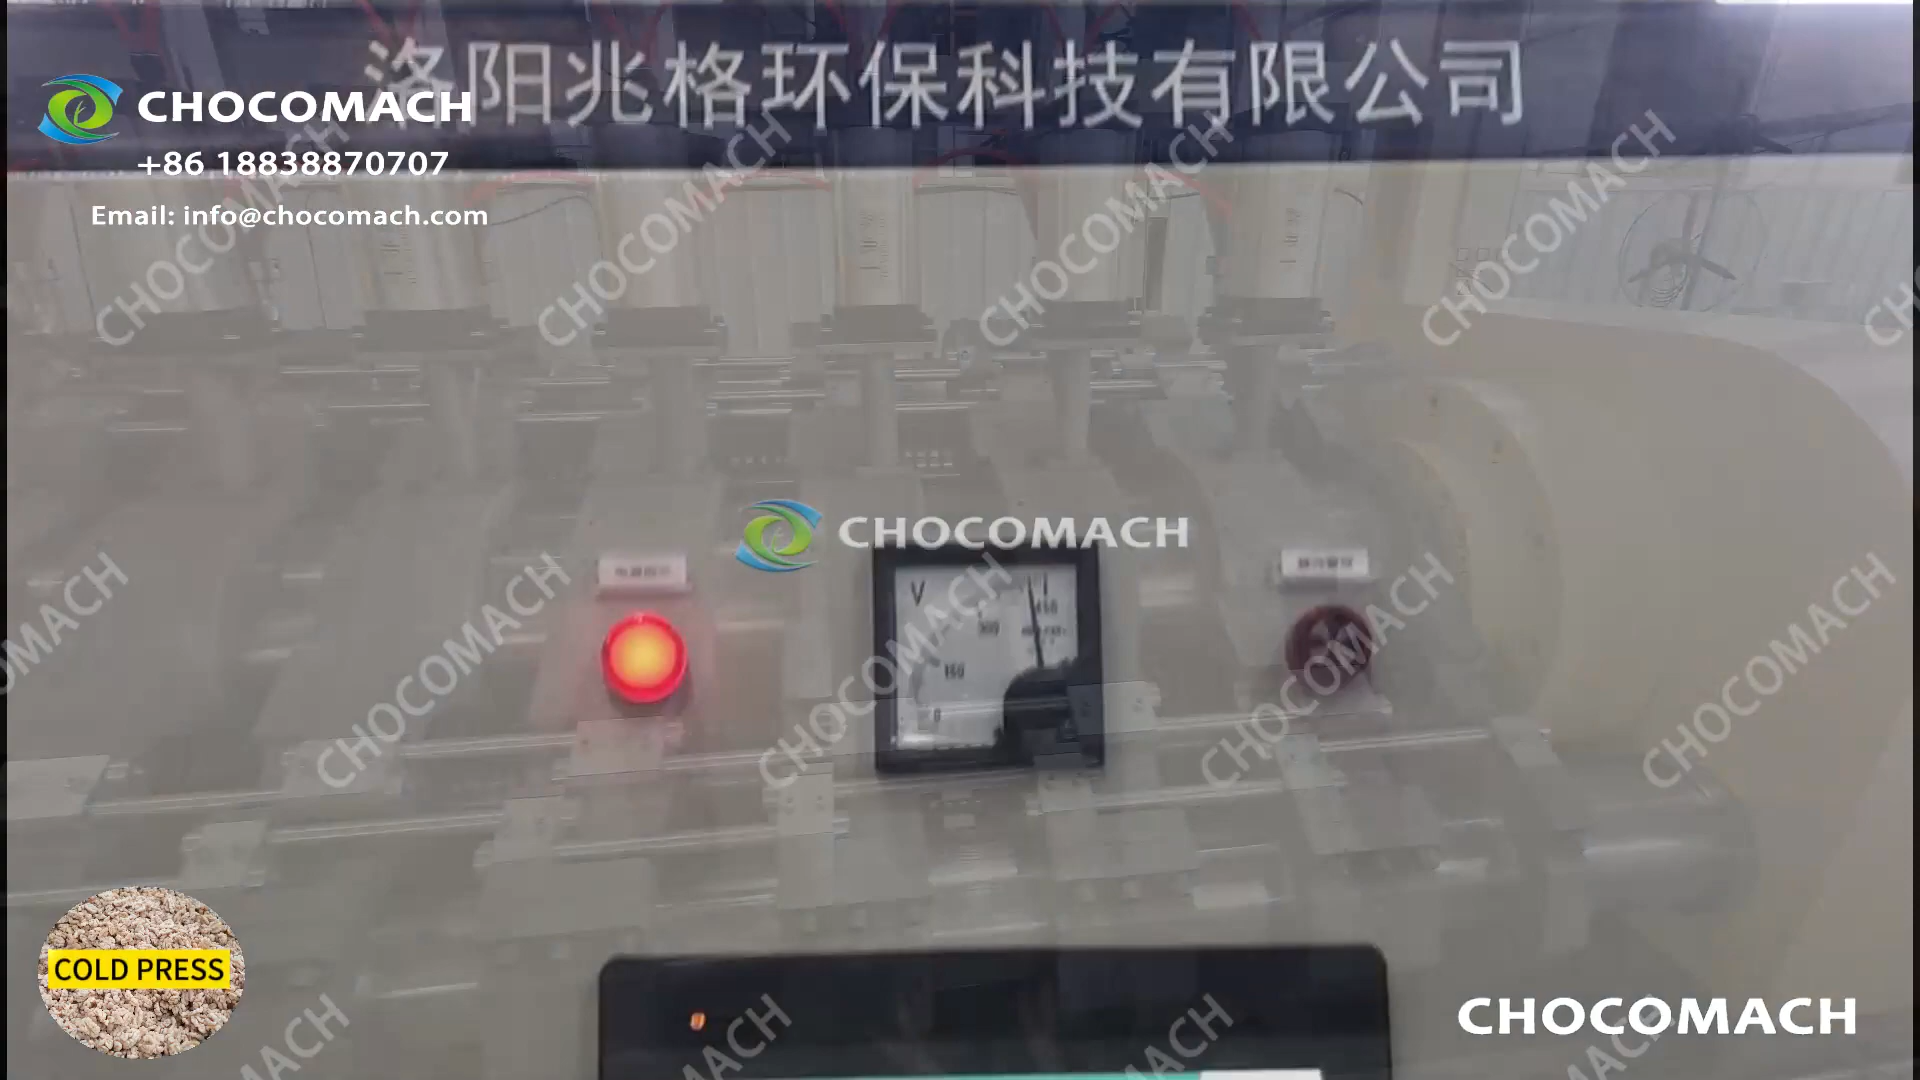 洛阳兆格环保科技有限公司
CHOCOMACH
+86 18838870707
Email: info@chocomach.com
CHOCOMACH
V
450
300
150
0
COLD PRESS
CHOCOMACH